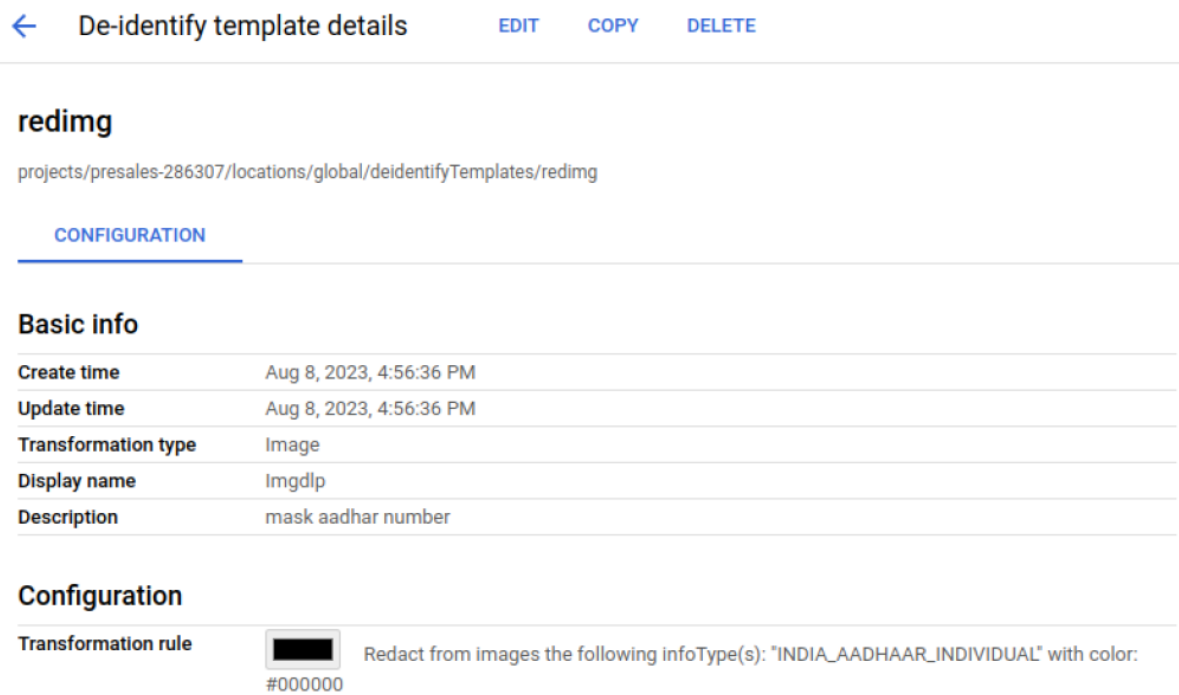 De-identify template details EDIT COPY DELETE
redimg
projects/presales-286307/locations/global/deidentifyTemplates/redimg
CONFIGURATION
Basic info
Create time Aug 8, 2023, 4:56:36 PM
Update time Aug 8, 2023, 4:56:36 PM
Transformation type Image
Display name Imgdlp
Description mask aadhar number
Configuration
Transformation rule Redact from images the following infoType(s): "INDIA_AADHAAR_INDIVIDUAL" with color:
#000000